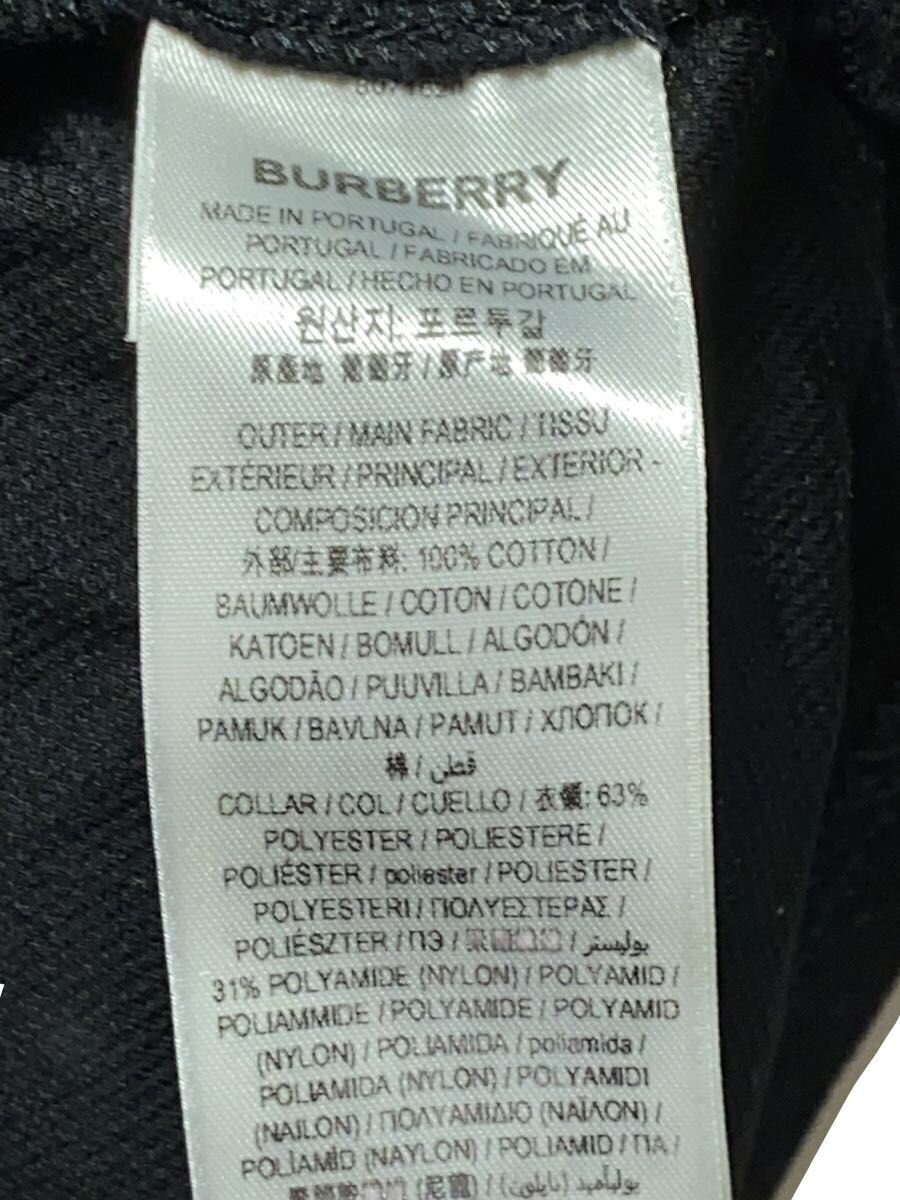 BURBERRY
MADE IN PORTUGAL / FABRIQUÉ AU
PORTUGAL / FABRICADO EM
PORTUGAL / HECHO EN PORTUGAL
원산지: 포르투갈
原產地 葡萄牙 / 原产地 葡萄牙
OUTER / MAIN FABRIC / TISSU
EXTÉRIEUR / PRINCIPAL / EXTERIOR -
COMPOSICION PRINCIPAL /
外部/主要布料: 100% COTTON /
BAUMWOLLE / COTON / COTONE /
KATOEN / BOMULL / ALGODÓN /
ALGODÃO / PUUVILLA / BAMBAKI /
PAMUK / BAVLNA / PAMUT / ХЛОПОК /
棉 / قطن
COLLAR / COL / CUELLO / 衣領: 63%
POLYESTER / POLIESTERE /
POLIÉSTER / poliester / POLIESTER /
POLYESTERI / ΠΟΛΥΕΣΤΕΡΑΣ /
POLIÉSZTER / ПЭ / بوليستر
31% POLYAMIDE (NYLON) / POLYAMID /
POLIAMMIDE / POLYAMIDE / POLYAMID
(NYLON) / POLIAMIDA / poliamida /
POLIAMIDA (NYLON) / POLYAMIDI
(NAILON) / ΠΟΛΥΑΜΙΔΙΟ (ΝΑΪΛΟΝ) /
POLİAMİD (NAYLON) / POLIAMID / ПА /
(尼龍) / بولياميد (نايلون) /